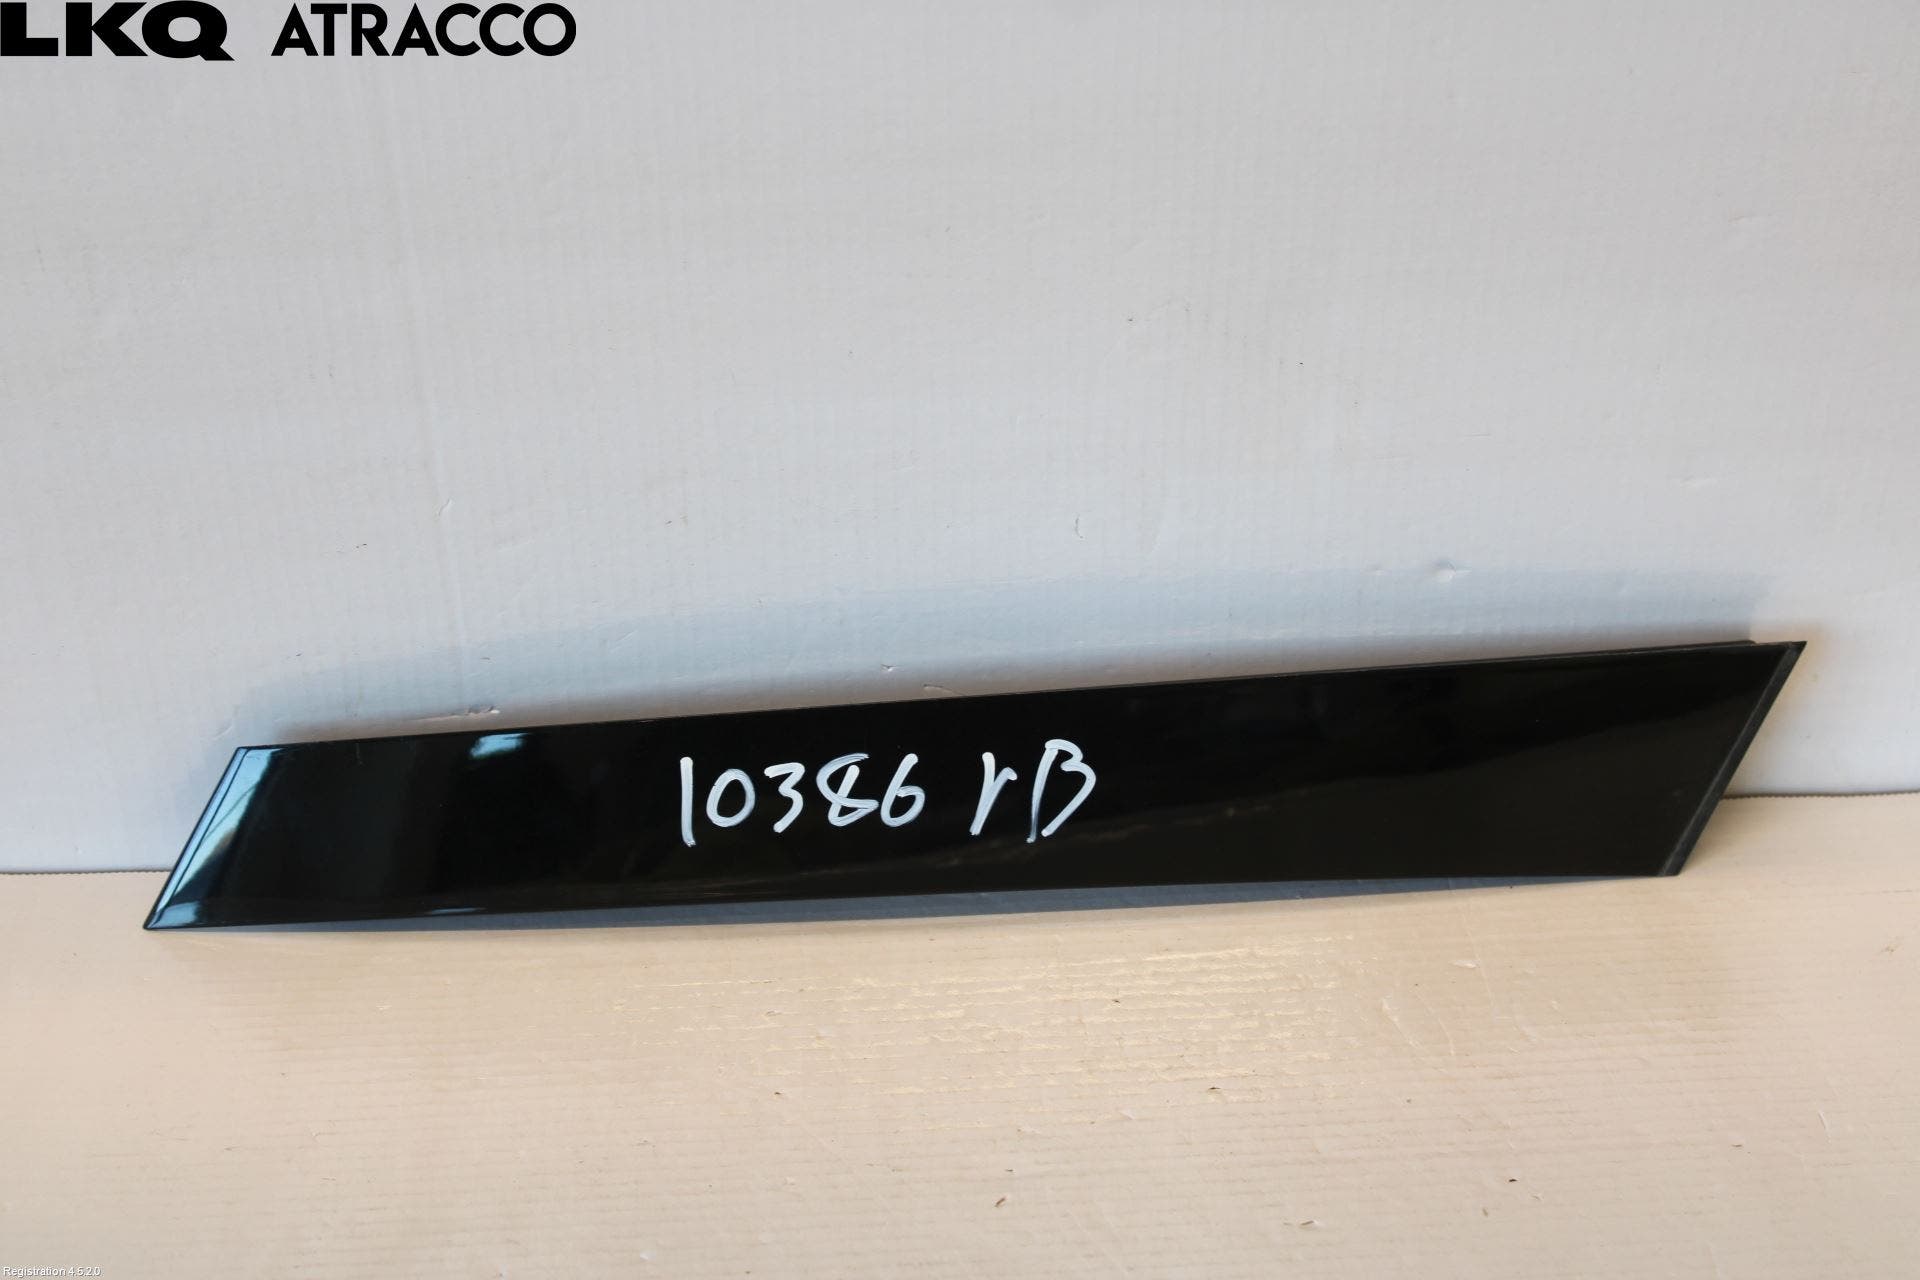 LKQ ATRACCO
10386 rB
Registration 4.5.2.0